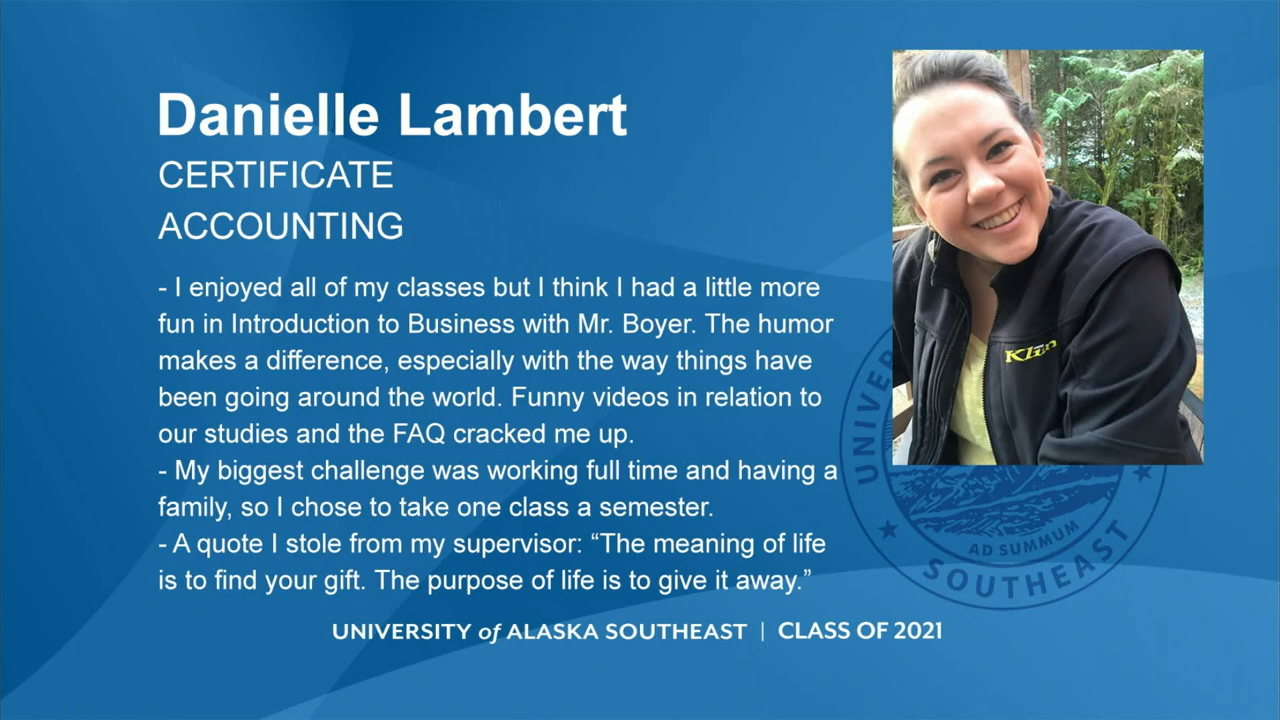 Danielle Lambert
CERTIFICATE
ACCOUNTING
- I enjoyed all of my classes but I think I had a little more
fun in Introduction to Business with Mr. Boyer. The humor
makes a difference, especially with the way things have
been going around the world. Funny videos in relation to
our studies and the FAQ cracked me up.
- My biggest challenge was working full time and having a
family, so I chose to take one class a semester.
- A quote I stole from my supervisor: “The meaning of life
is to find your gift. The purpose of life is to give it away.”
Klim
UNIVER
AD SUMMUM
SOUTHEAST
UNIVERSITY of ALASKA SOUTHEAST | CLASS OF 2021